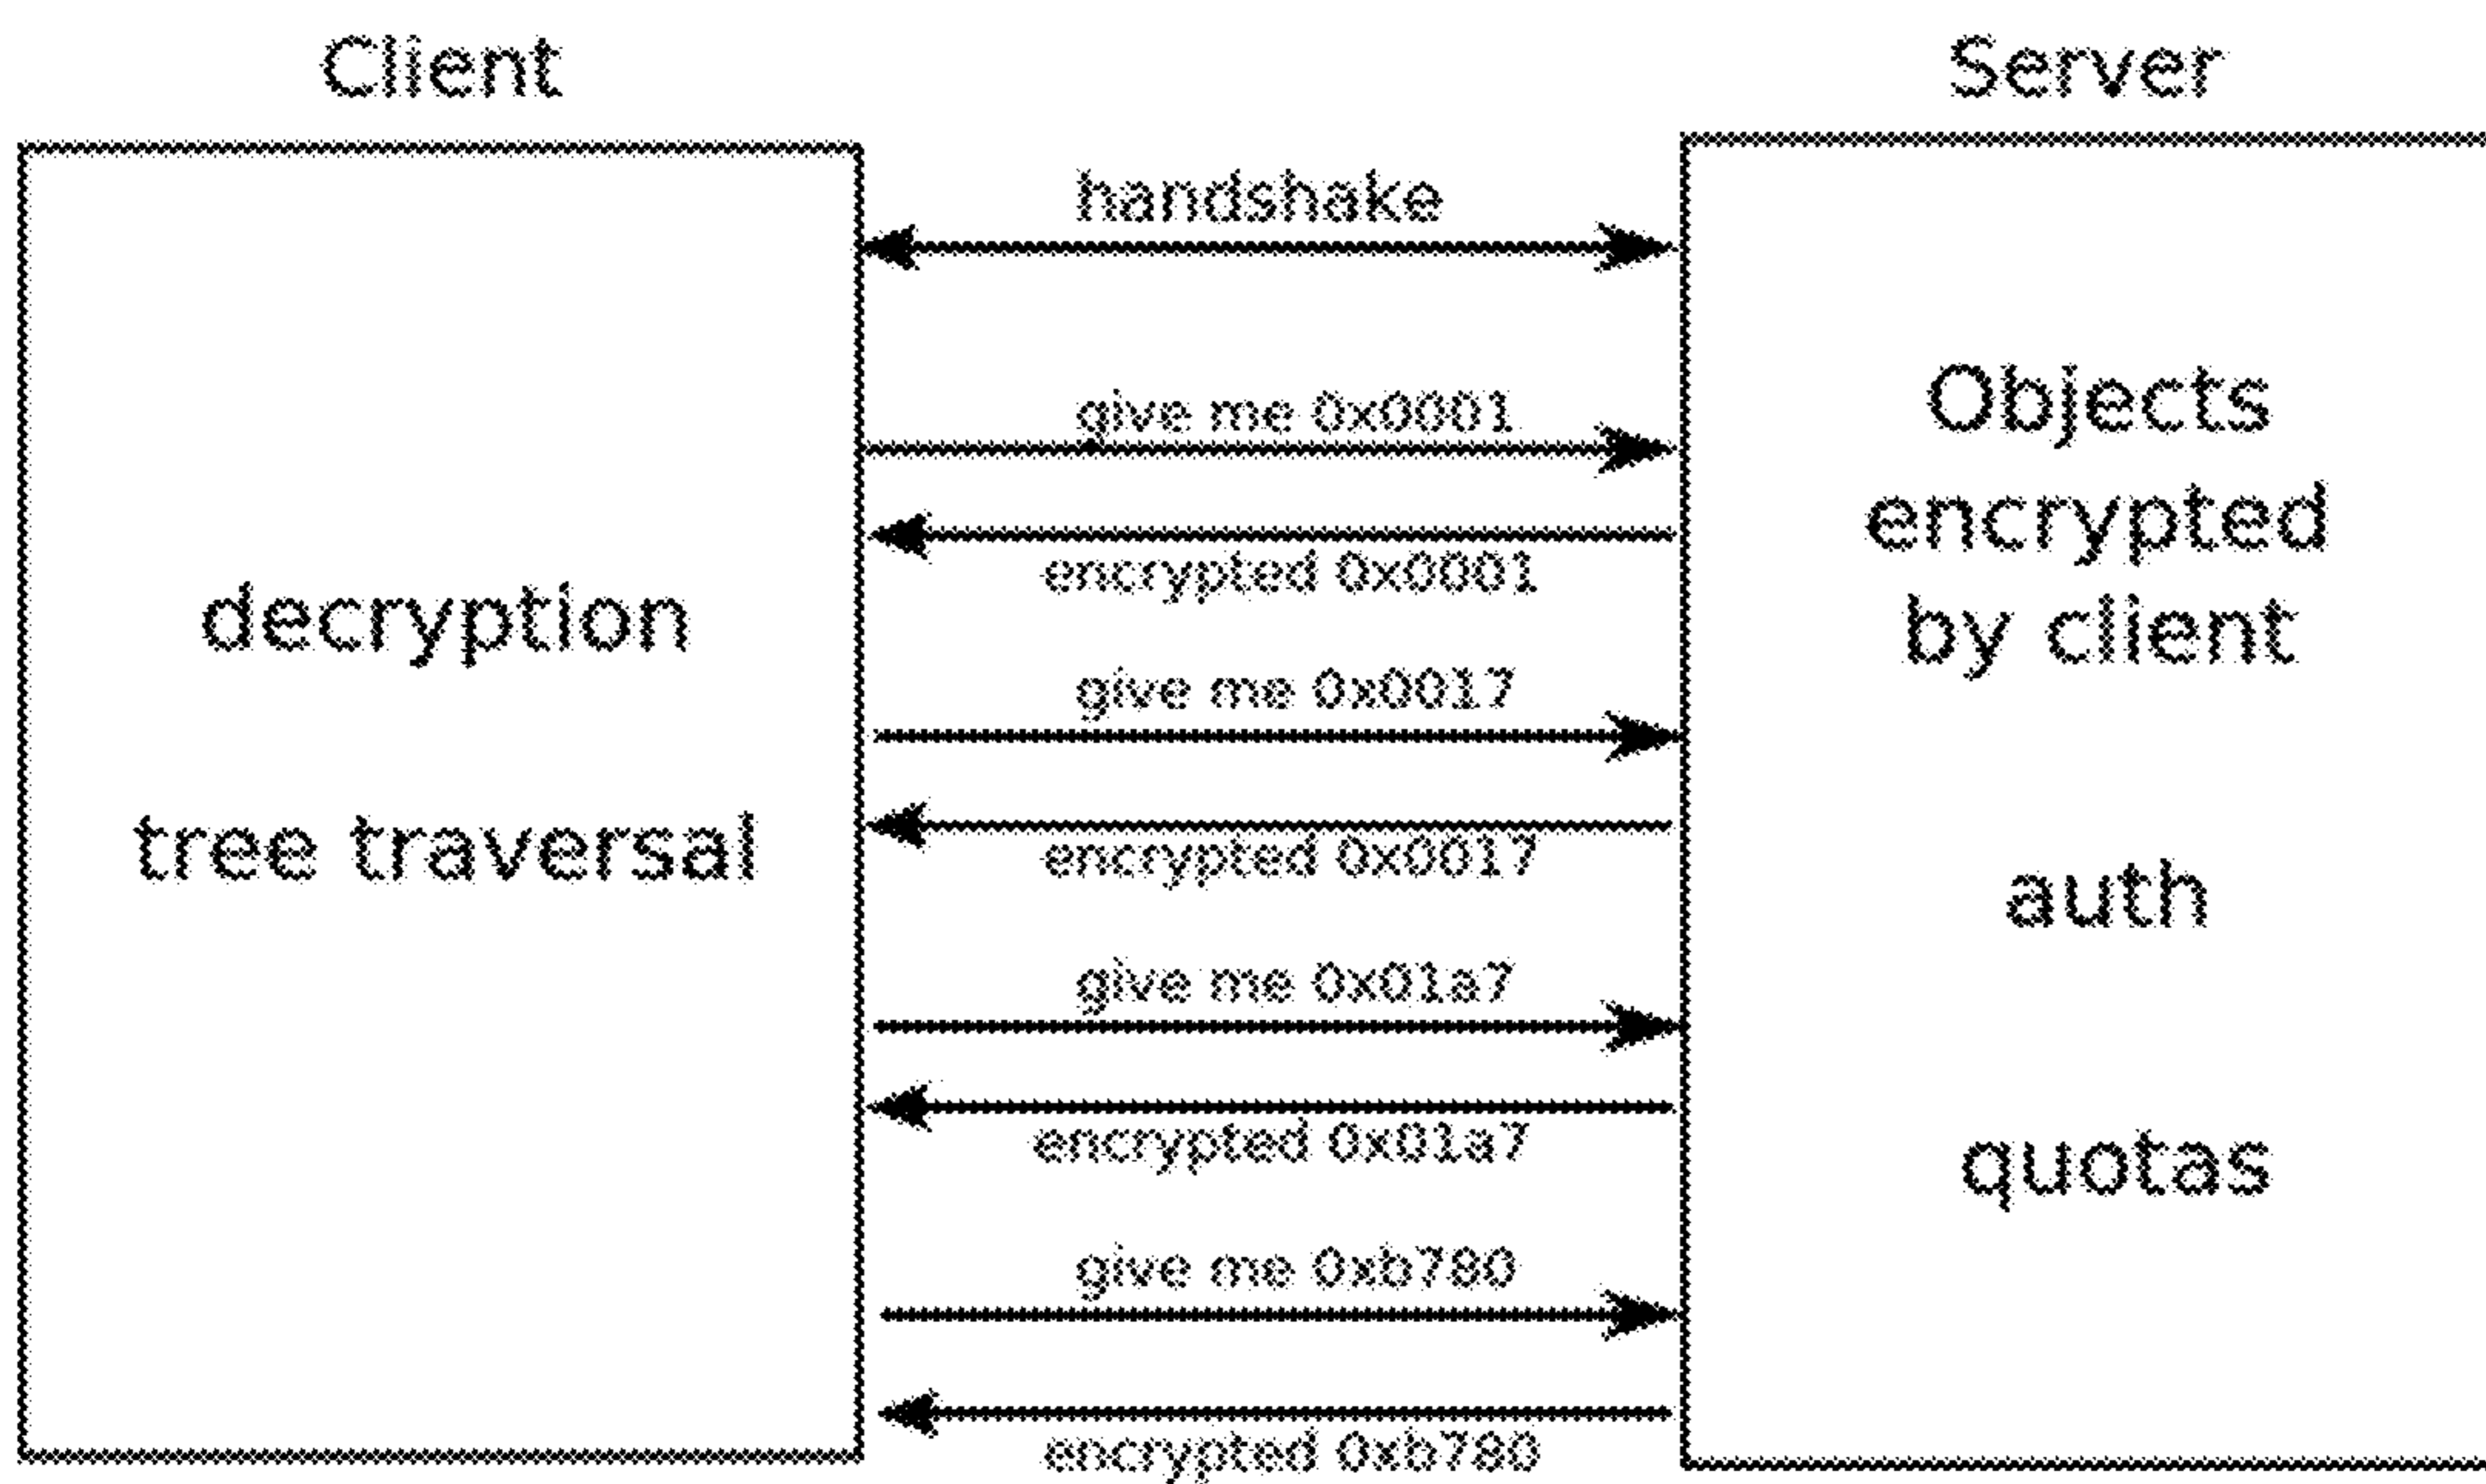 Client
Server
handshake
give me 0x0001
encrypted 0x0001
give me 0x0017
encrypted 0x0017
give me 0x01a7
encrypted 0x01a7
give me 0xb780
encrypted 0xb780
decryption
tree traversal
Objects
encrypted
by client
auth
quotas